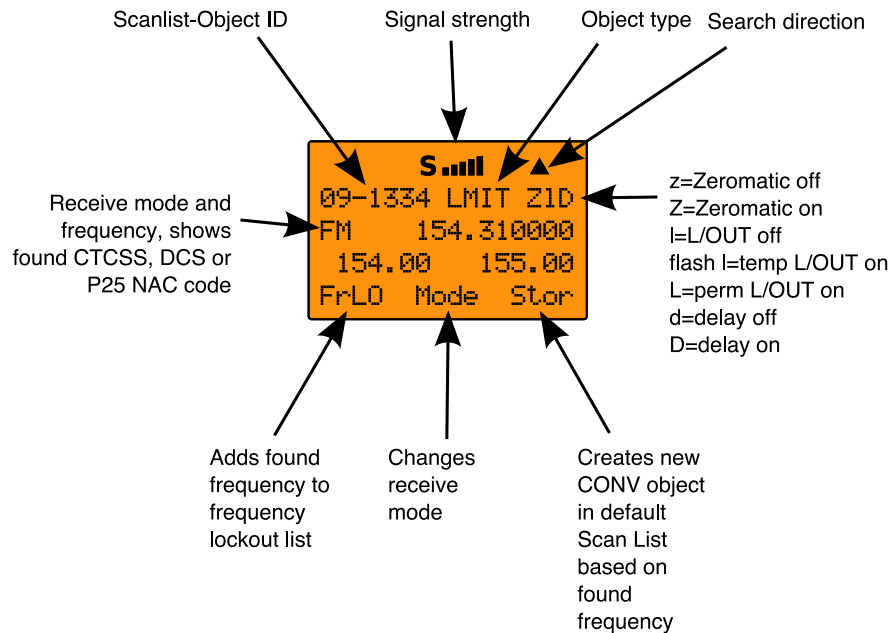 Scanlist-Object ID
Signal strength
Object type
Search direction
S
09-1334 LMIT ZlD
FM 154.310000
154.00 155.00
FrLO Mode Stor
Receive mode and
frequency, shows
found CTCSS, DCS or
P25 NAC code
z=Zeromatic off
Z=Zeromatic on
l=L/OUT off
flash l=temp L/OUT on
L=perm L/OUT on
d=delay off
D=delay on
Adds found
frequency to
frequency
lockout list
Changes
receive
mode
Creates new
CONV object
in default
Scan List
based on
found
frequency